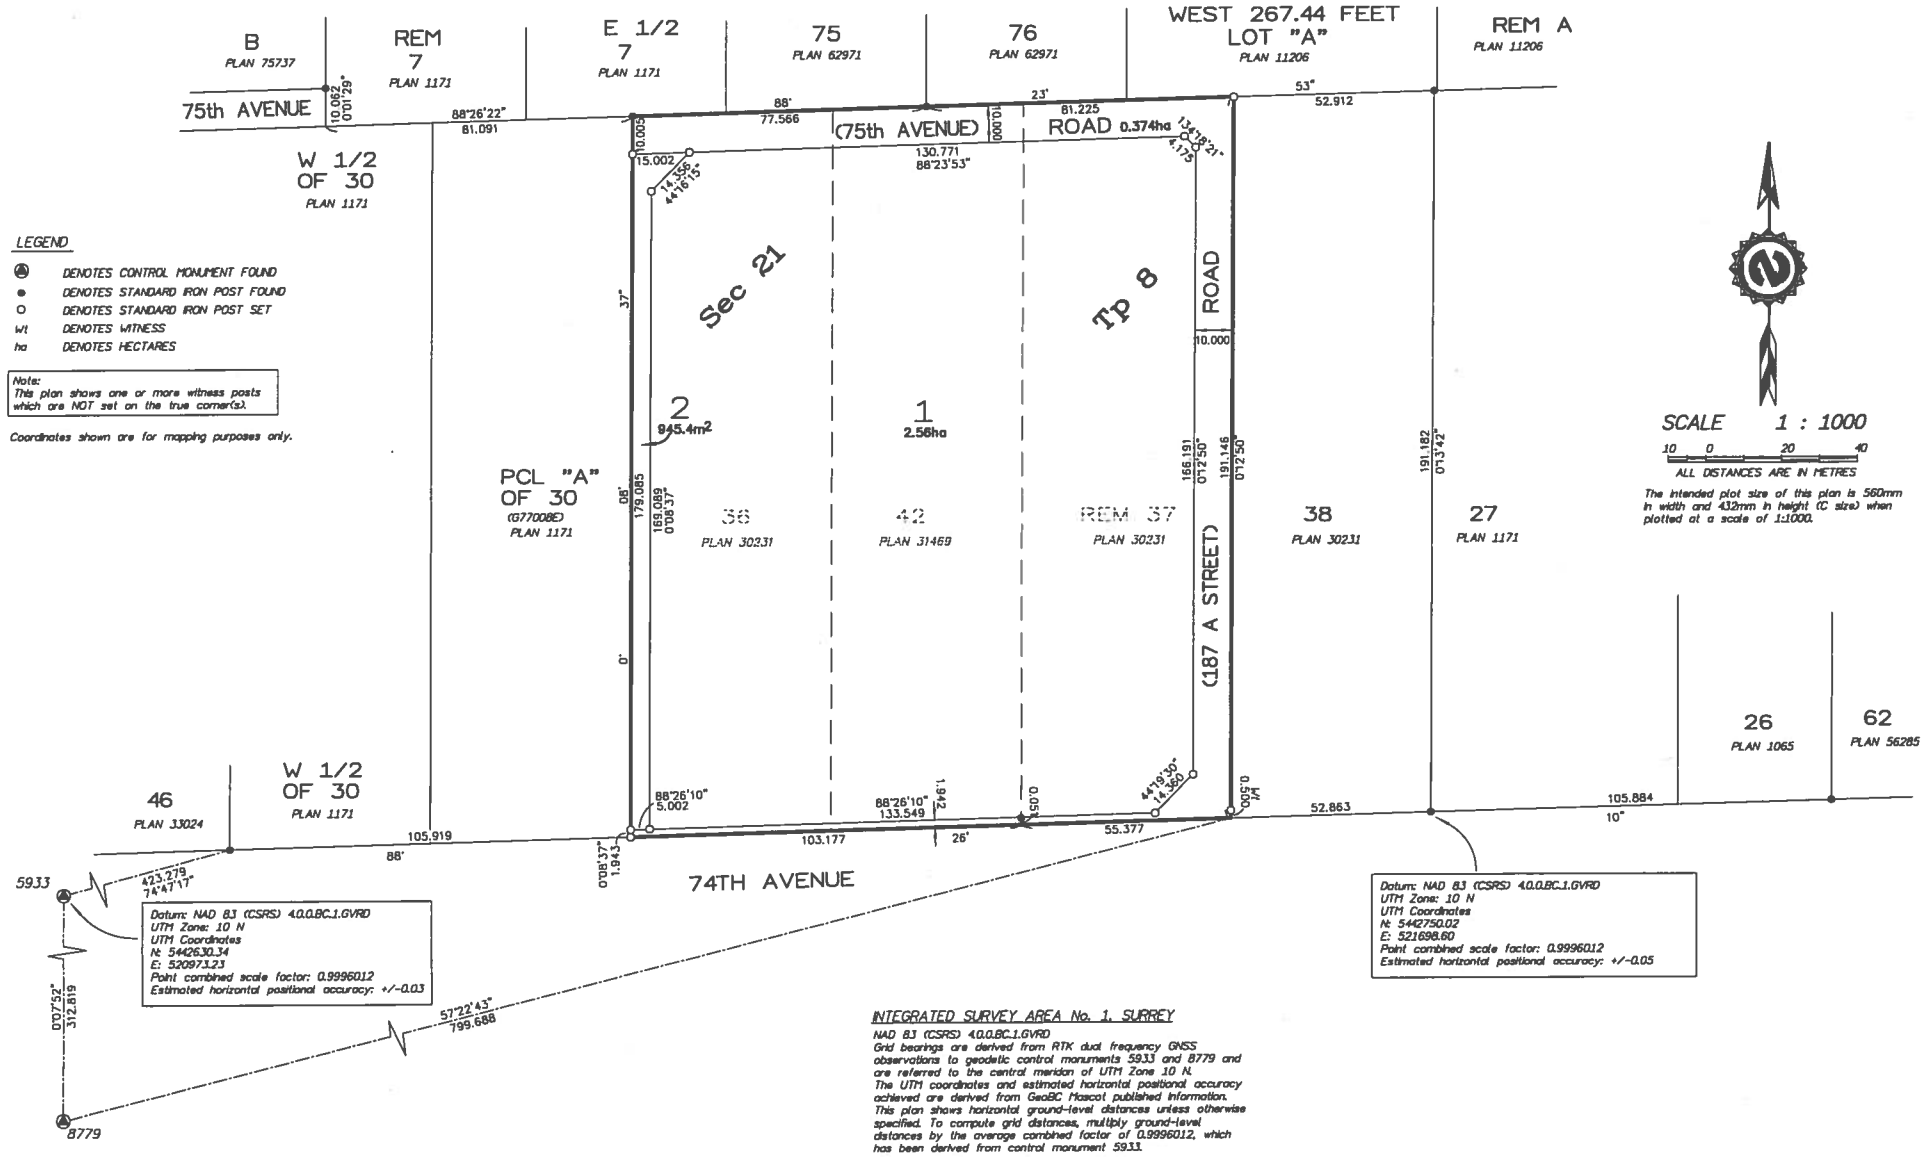 B
PLAN 75737
REM
7
PLAN 1171
E 1/2
7
PLAN 1171
75
PLAN 62971
76
PLAN 62971
WEST 267.44 FEET
LOT "A"
PLAN 11206
REM A
PLAN 11206
75th AVENUE
10.062
0°01'29"
88°26'22"
81.091
88'
77.566
23'
81.225
53"
52.912
10.005
15.002
(75th AVENUE)
10.000
ROAD 0.374ha
134°18'21"
4.175
130.771
88°23'53"
14.356
44°16'15"
W 1/2
OF 30
PLAN 1171
LEGEND
DENOTES CONTROL MONUMENT FOUND
DENOTES STANDARD IRON POST FOUND
DENOTES STANDARD IRON POST SET
Wt DENOTES WITNESS
ha DENOTES HECTARES
Note:
This plan shows one or more witness posts
which are NOT set on the true corner(s).
Coordinates shown are for mapping purposes only.
Sec 21
Tp 8
ROAD
10.000
37"
08'
0°
179.085
169.089
0°08'37"
2
945.4m²
1
2.56ha
166.191
0°12'50"
191.146
0°12'50"
191.182
0°13'42"
SCALE 1 : 1000
10 0 20 40
ALL DISTANCES ARE IN METRES
The intended plot size of this plan is 560mm
in width and 432mm in height (C size) when
plotted at a scale of 1:1000.
PCL "A"
OF 30
(G77008E)
PLAN 1171
36
PLAN 30231
42
PLAN 31469
REM 37
PLAN 30231
(187 A STREET)
38
PLAN 30231
27
PLAN 1171
26
PLAN 1065
62
PLAN 56285
46
PLAN 33024
W 1/2
OF 30
PLAN 1171
105.919
88'
88°26'10"
5.002
0°08'37"
1.943
88°26'10"
133.549
1.942
103.177
26'
55.377
44°19'30"
14.360
0.500
Wt
52.863
105.884
10"
74TH AVENUE
5933
423.279
74°47'17"
Datum: NAD 83 (CSRS) 4.0.0.BC.1.GVRD
UTM Zone: 10 N
UTM Coordinates
N: 5442630.34
E: 520973.23
Point combined scale factor: 0.9996012
Estimated horizontal positional accuracy: +/-0.03
Datum: NAD 83 (CSRS) 4.0.0.BC.1.GVRD
UTM Zone: 10 N
UTM Coordinates
N: 5442750.02
E: 521698.60
Point combined scale factor: 0.9996012
Estimated horizontal positional accuracy: +/-0.05
0°07'52"
312.819
57°22'43"
799.688
8779
INTEGRATED SURVEY AREA No. 1, SURREY
NAD 83 (CSRS) 4.0.0.BC.1.GVRD
Grid bearings are derived from RTK dual frequency GNSS
observations to geodetic control monuments 5933 and 8779 and
are referred to the central meridan of UTM Zone 10 N.
The UTM coordinates and estimated horizontal positional accuracy
achieved are derived from GeoBC Mascot published information.
This plan shows horizontal ground-level distances unless otherwise
specified. To compute grid distances, multiply ground-level
distances by the average combined factor of 0.9996012, which
has been derived from control monument 5933.